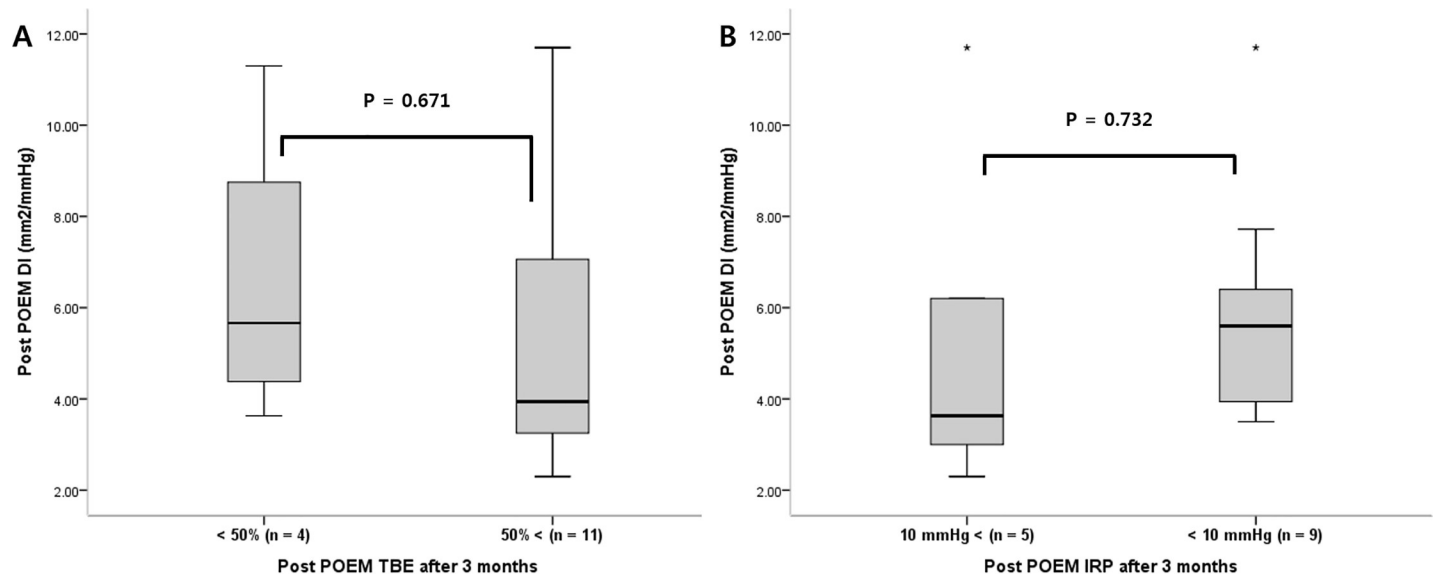 A
12.00
10.00
8.00
6.00
4.00
2.00
Post POEM DI (mm2/mmHg)
P = 0.671
< 50% (n = 4)
50% < (n = 11)
Post POEM TBE after 3 months
B
12.00
10.00
8.00
6.00
4.00
2.00
Post POEM DI (mm2/mmHg)
*
*
P = 0.732
10 mmHg < (n = 5)
< 10 mmHg (n = 9)
Post POEM IRP after 3 months